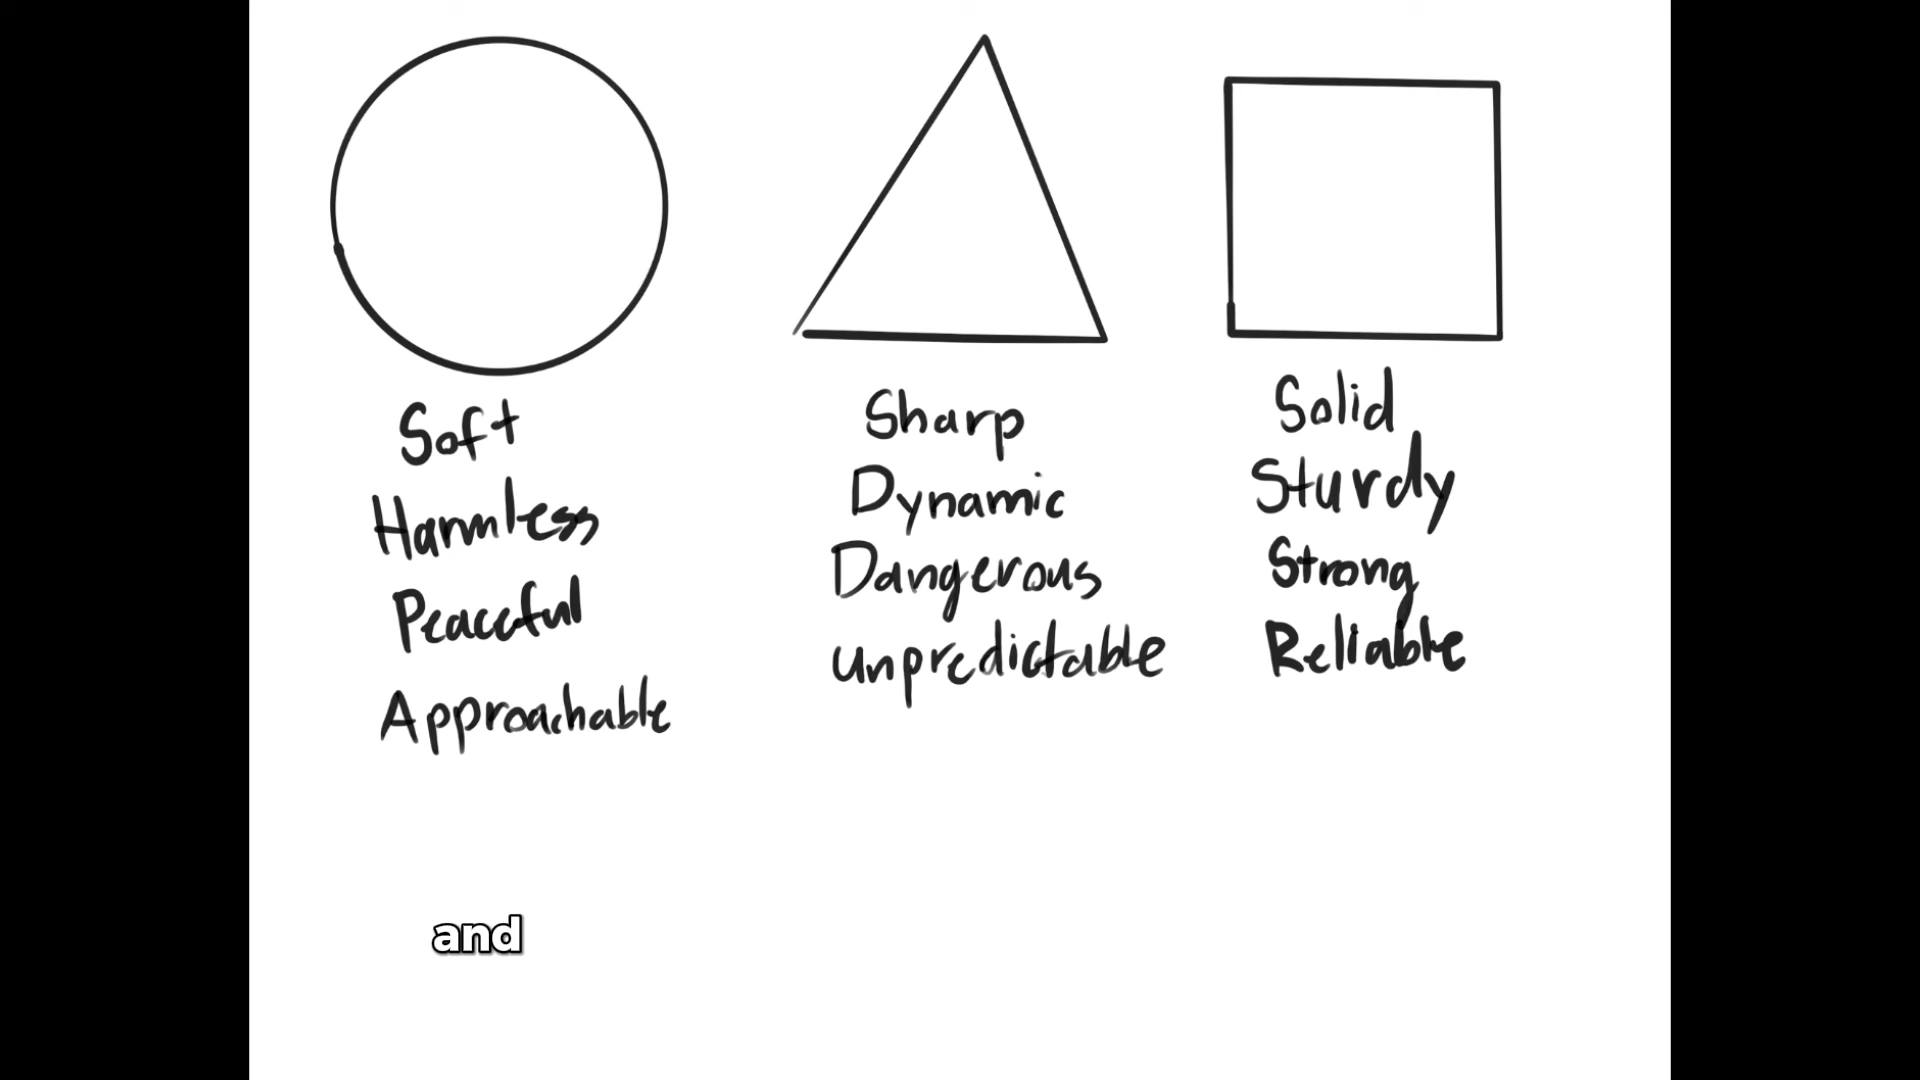 Soft
Harmless
Peaceful
Approachable
Sharp
Dynamic
Dangerous
unpredictable
Solid
Sturdy
Strong
Reliable
and